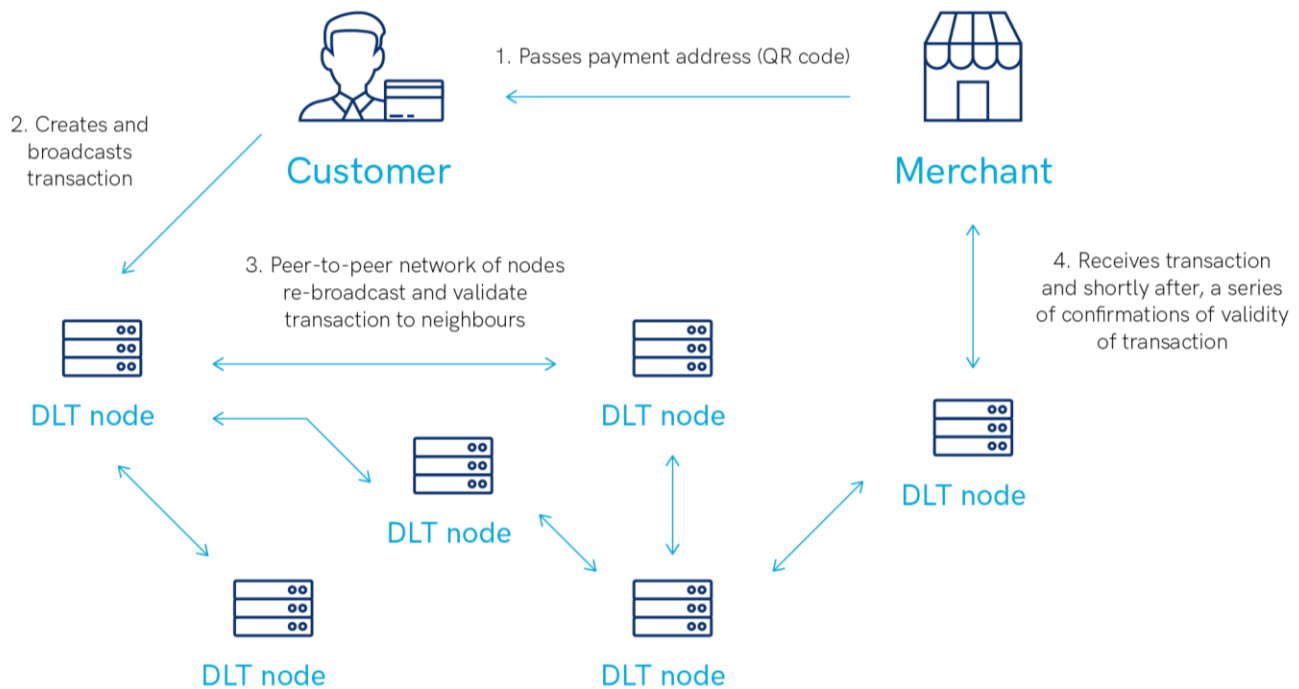 1. Passes payment address (QR code)
2. Creates and
broadcasts
transaction
Customer
Merchant
3. Peer-to-peer network of nodes
re-broadcast and validate
transaction to neighbours
4. Receives transaction
and shortly after, a series
of confirmations of validity
of transaction
DLT node
DLT node
DLT node
DLT node
DLT node
DLT node